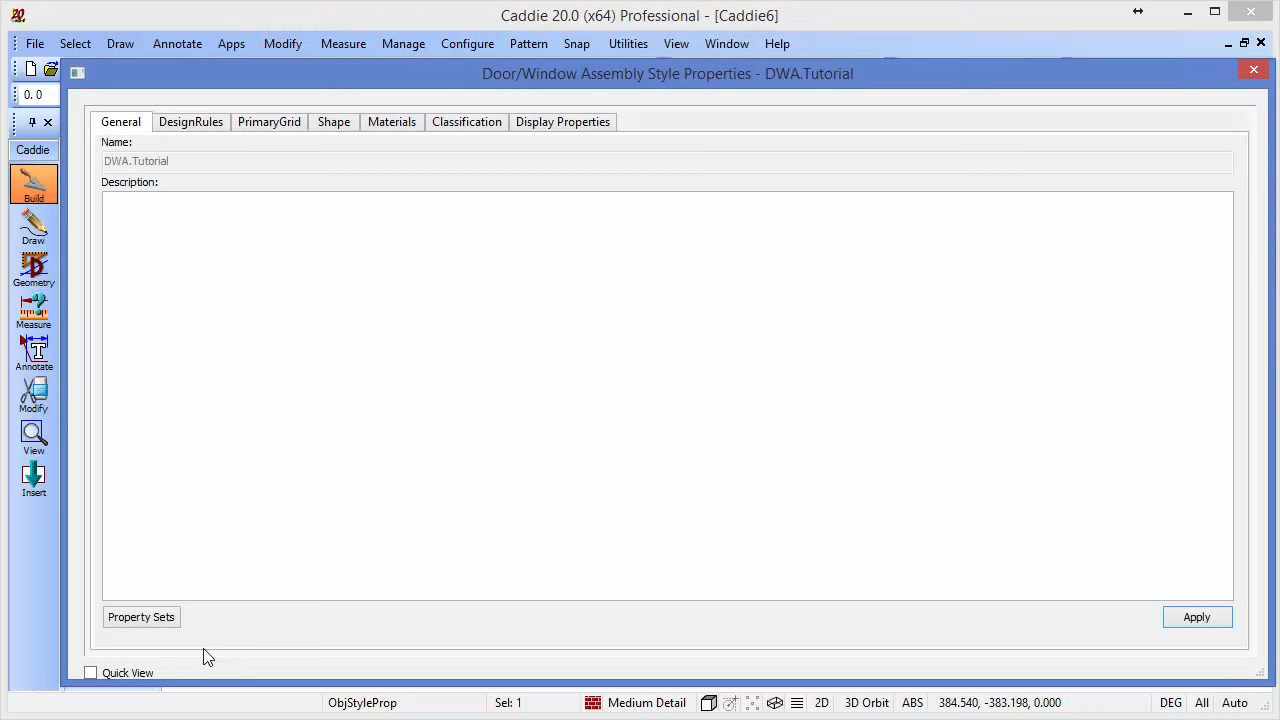 20 Caddie 20.0 (x64) Professional - [Caddie6]
File Select Draw Annotate Apps Modify Measure Manage Configure Pattern Snap Utilities View Window Help
Door/Window Assembly Style Properties - DWA.Tutorial
0. 0
General DesignRules PrimaryGrid Shape Materials Classification Display Properties
Name:
Caddie
DWA.Tutorial
Description:
Build
Draw
Geometry
Measure
Annotate
Modify
View
Insert
Property Sets Apply
Quick View
ObjStyleProp Sel: 1 Medium Detail 2D 3D Orbit ABS 384.540, -383.198, 0.000 DEG All Auto